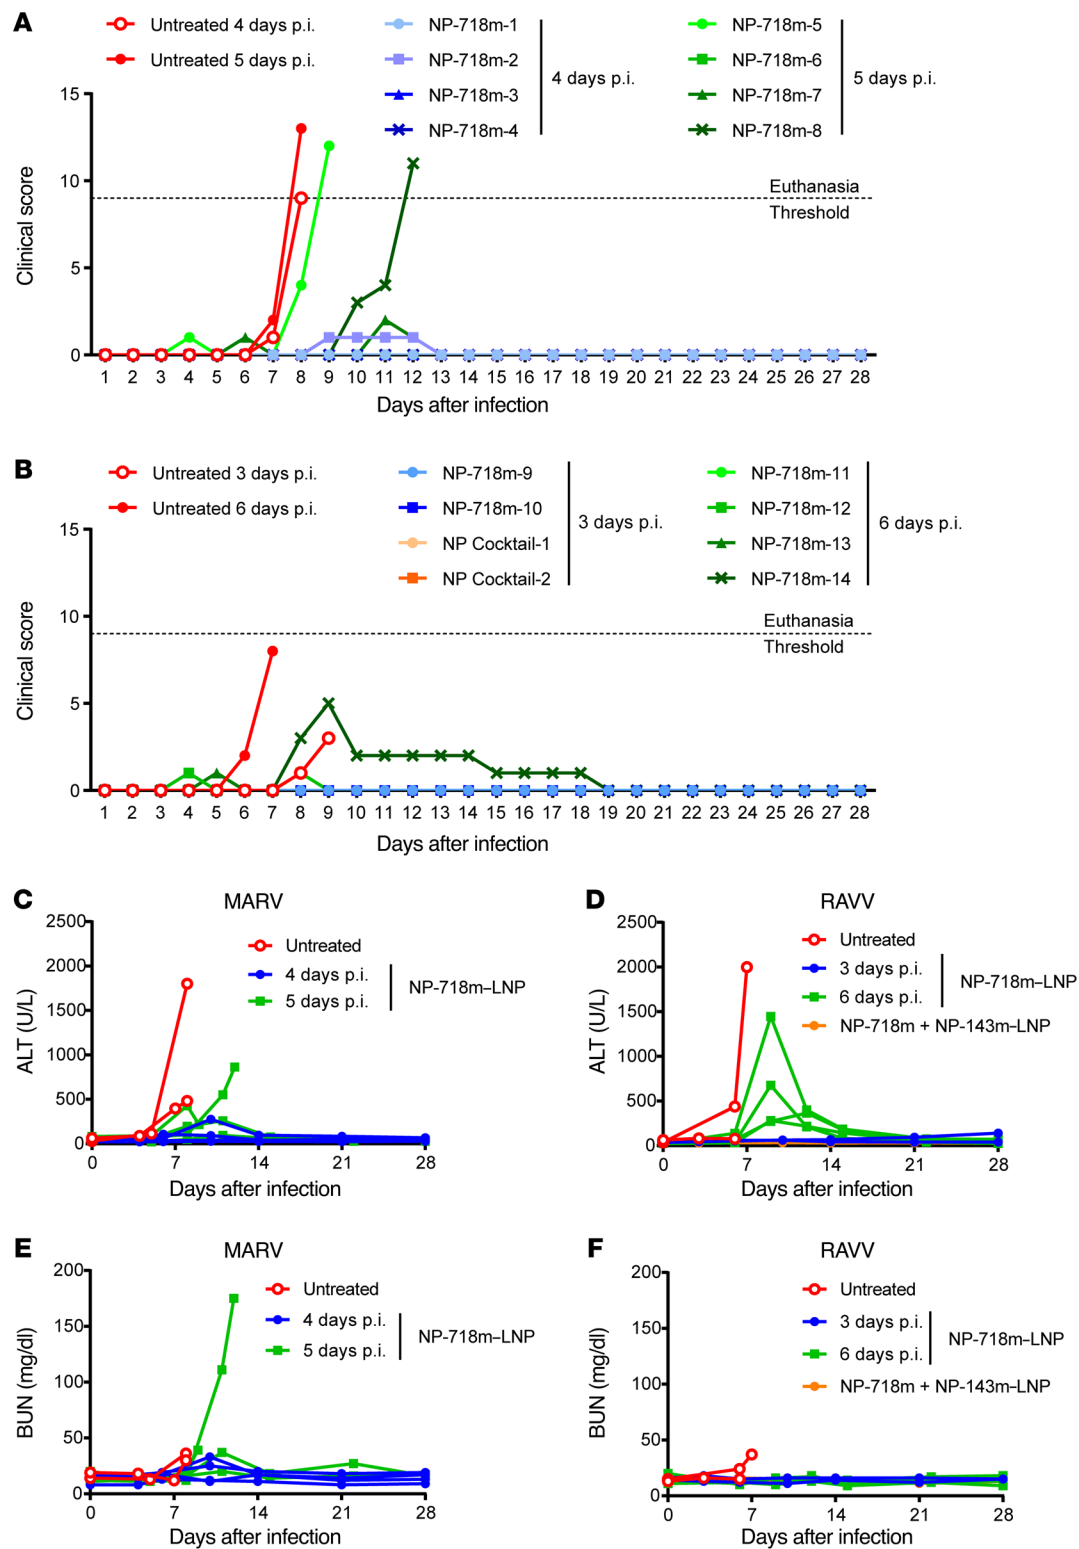 A
Untreated 4 days p.i.
Untreated 5 days p.i.
NP-718m-1
NP-718m-2
NP-718m-3
NP-718m-4
4 days p.i.
NP-718m-5
NP-718m-6
NP-718m-7
NP-718m-8
5 days p.i.
Clinical score
15
10
5
0
Euthanasia
Threshold
1 2 3 4 5 6 7 8 9 10 11 12 13 14 15 16 17 18 19 20 21 22 23 24 25 26 27 28
Days after infection
B
Untreated 3 days p.i.
Untreated 6 days p.i.
NP-718m-9
NP-718m-10
NP Cocktail-1
NP Cocktail-2
3 days p.i.
NP-718m-11
NP-718m-12
NP-718m-13
NP-718m-14
6 days p.i.
Clinical score
15
10
5
0
Euthanasia
Threshold
1 2 3 4 5 6 7 8 9 10 11 12 13 14 15 16 17 18 19 20 21 22 23 24 25 26 27 28
Days after infection
C
MARV
ALT (U/L)
2500
2000
1500
1000
500
0
Untreated
4 days p.i.
5 days p.i.
NP-718m–LNP
0 7 14 21 28
Days after infection
D
RAVV
ALT (U/L)
2500
2000
1500
1000
500
0
Untreated
3 days p.i.
6 days p.i.
NP-718m–LNP
NP-718m + NP-143m–LNP
0 7 14 21 28
Days after infection
E
MARV
BUN (mg/dl)
200
150
100
50
0
Untreated
4 days p.i.
5 days p.i.
NP-718m–LNP
0 7 14 21 28
Days after infection
F
RAVV
BUN (mg/dl)
200
150
100
50
0
Untreated
3 days p.i.
6 days p.i.
NP-718m–LNP
NP-718m + NP-143m–LNP
0 7 14 21 28
Days after infection